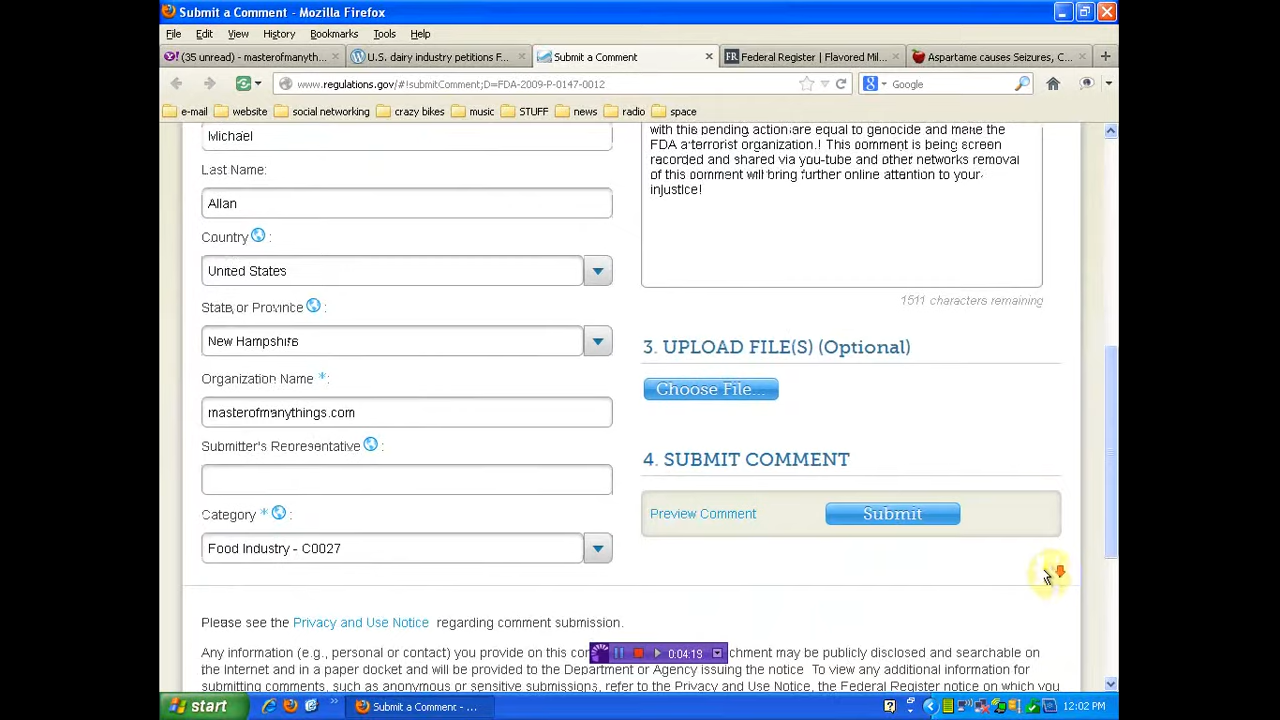 Submit a Comment - Mozilla Firefox
File Edit View History Bookmarks Tools Help
(35 unread) - masterofmanyth...
U.S. dairy industry petitions F...
Submit a Comment
Federal Register | Flavored Mil...
Aspartame causes Seizures, C...
www.regulations.gov/#!submitComment;D=FDA-2009-P-0147-0012
Google
e-mail website social networking crazy bikes music STUFF news radio space
Michael
Last Name:
Allan
Country :
United States
State or Province :
New Hampshire
Organization Name *:
masterofmanythings.com
Submitter's Representative :
Category * :
Food Industry - C0027
with this pending action are equal to genocide and make the
FDA a terrorist organization.! This comment is being screen
recorded and shared via you-tube and other networks removal
of this comment will bring further online attention to your
injustice!
1511 characters remaining
3. UPLOAD FILE(S) (Optional)
Choose File...
4. SUBMIT COMMENT
Preview Comment Submit
Please see the Privacy and Use Notice regarding comment submission.
Any information (e.g., personal or contact) you provide on this com achment may be publicly disclosed and searchable on
the Internet and in a paper docket and will be provided to the Department or Agency issuing the notice. To view any additional information for
submitting comments, such as anonymous or sensitive submissions, refer to the Privacy and Use Notice, the Federal Register notice on which you
0:04:13
start
Submit a Comment - ...
12:02 PM